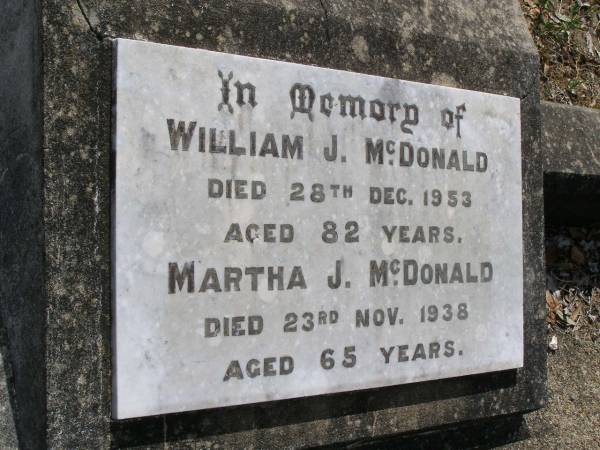 In Memory of
WILLIAM J. McDONALD
DIED 28TH DEC. 1953
AGED 82 YEARS.
MARTHA J. McDONALD
DIED 23RD NOV. 1938
AGED 65 YEARS.